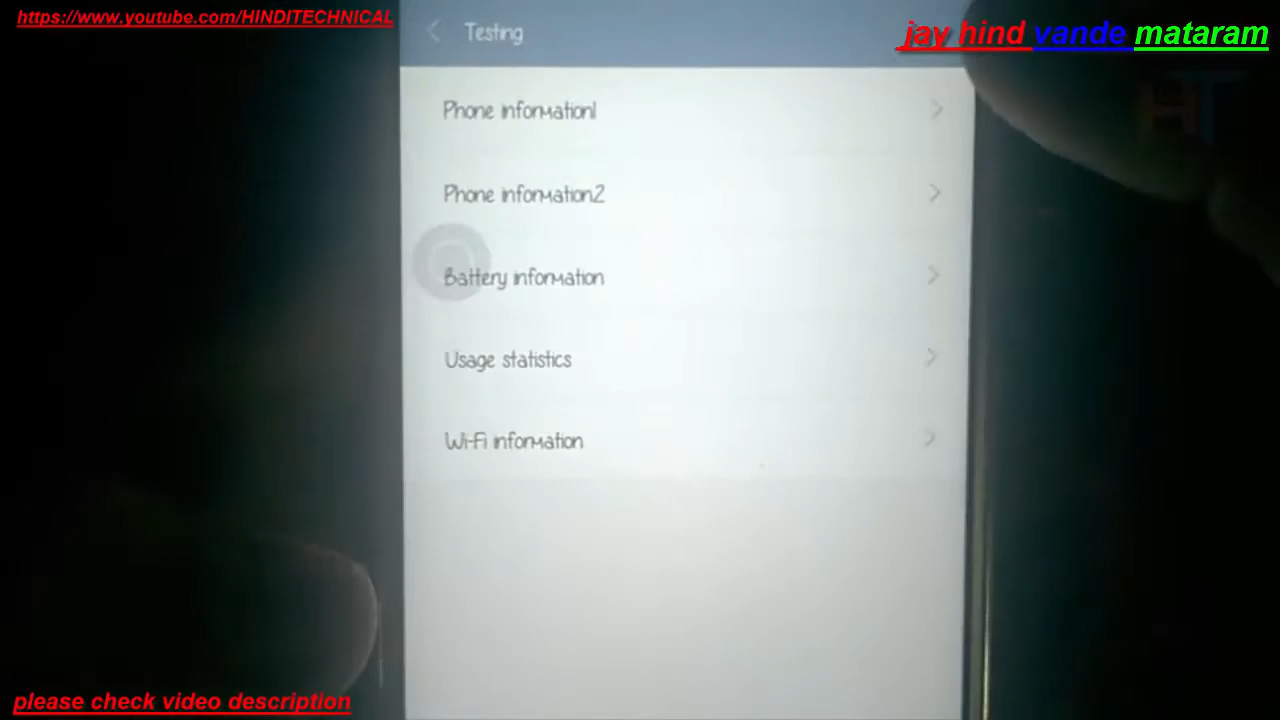 https://www.youtube.com/HINDITECHNICAL
jay hind vande mataram
HT
Testing
Phone information1
Phone information2
Battery information
Usage statistics
Wi-Fi information
please check video description